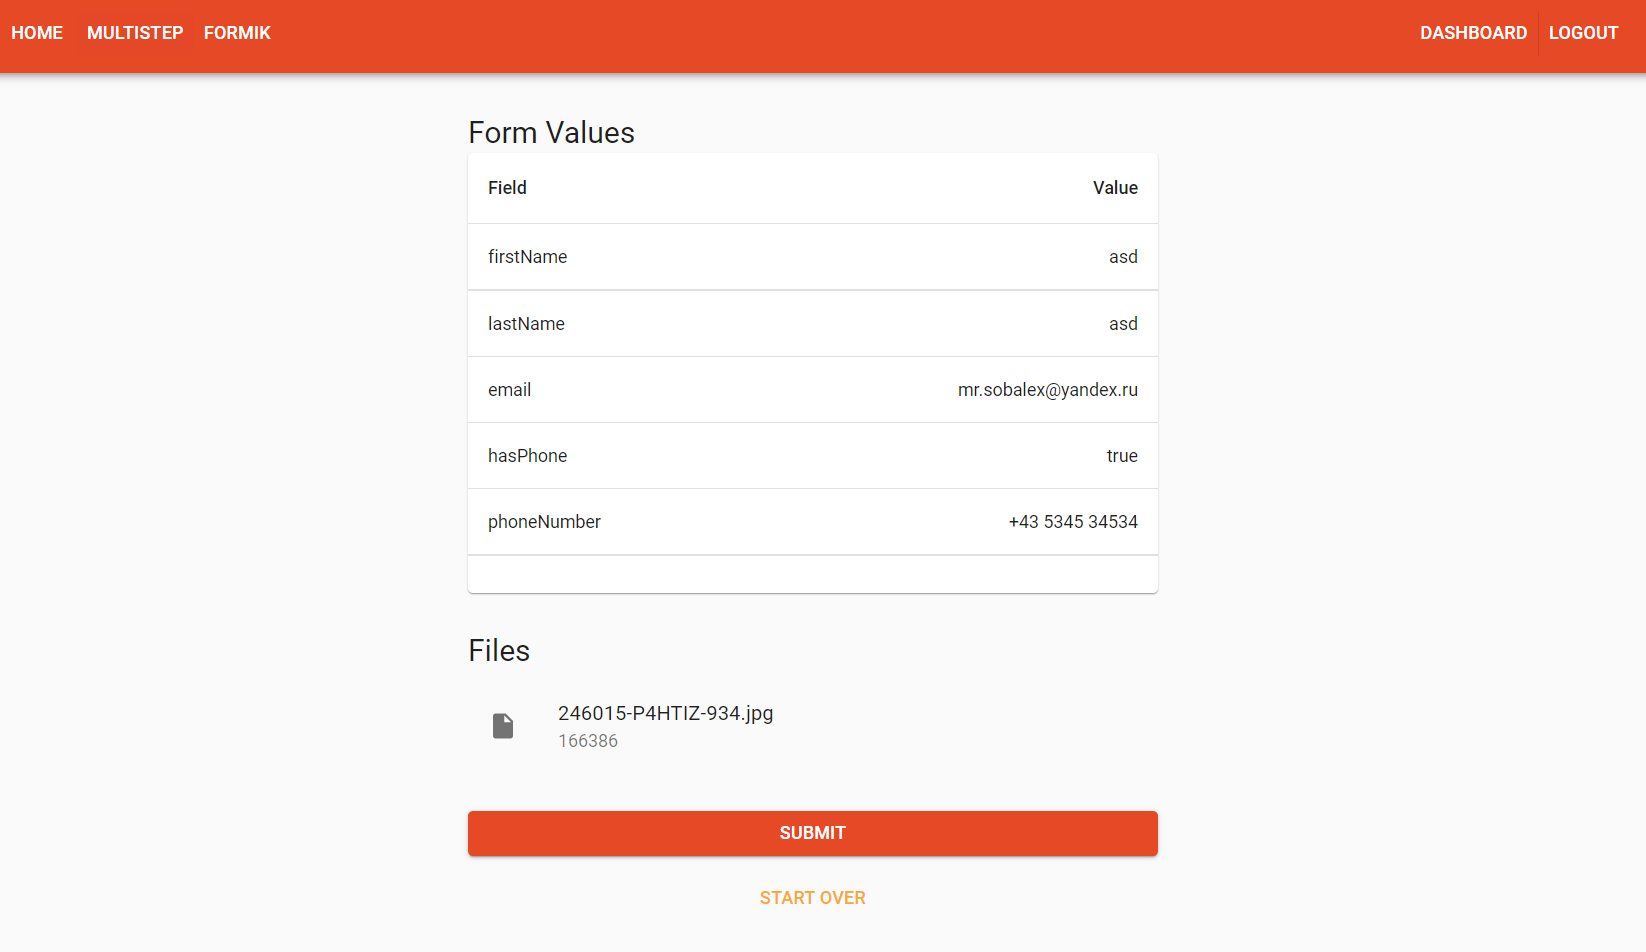 HOME MULTISTEP FORMIK DASHBOARD LOGOUT
Form Values
Field Value
firstName asd
lastName asd
email mr.sobalex@yandex.ru
hasPhone true
phoneNumber +43 5345 34534
Files
246015-P4HTIZ-934.jpg
166386
SUBMIT
START OVER